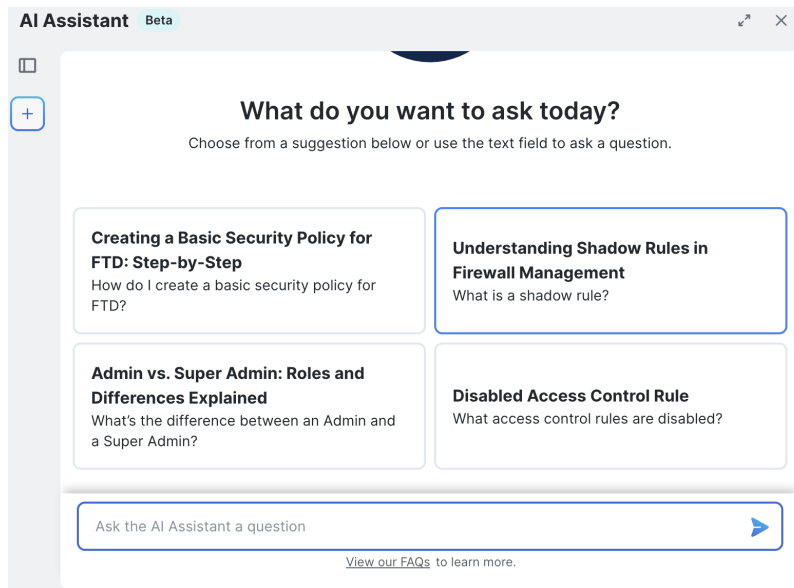 AI Assistant Beta
What do you want to ask today?
Choose from a suggestion below or use the text field to ask a question.
Creating a Basic Security Policy for
FTD: Step-by-Step
How do I create a basic security policy for
FTD?
Understanding Shadow Rules in
Firewall Management
What is a shadow rule?
Admin vs. Super Admin: Roles and
Differences Explained
What's the difference between an Admin and
a Super Admin?
Disabled Access Control Rule
What access control rules are disabled?
Ask the AI Assistant a question
View our FAQs to learn more.